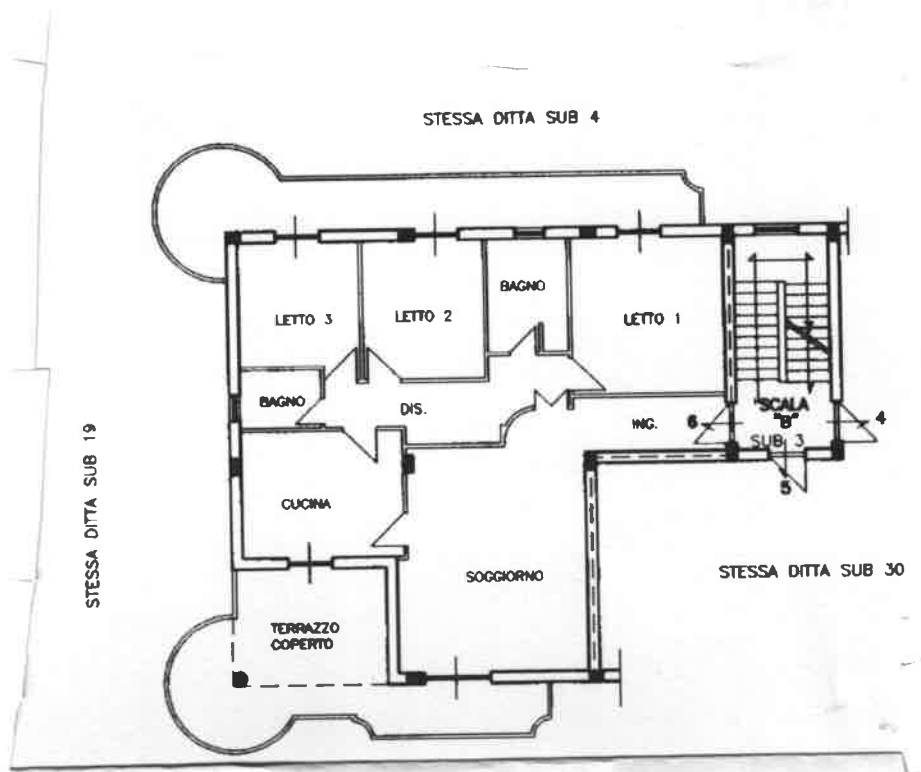 STESSA DITTA SUB 4
BAGNO
LETTO 3
LETTO 2
LETTO 1
BAGNO
DIS.
ING.
6
"SCALA
"B"
4
SUB 3
5
STESSA DITTA SUB 19
CUCINA
SOGGIORNO
STESSA DITTA SUB 30
TERRAZZO
COPERTO